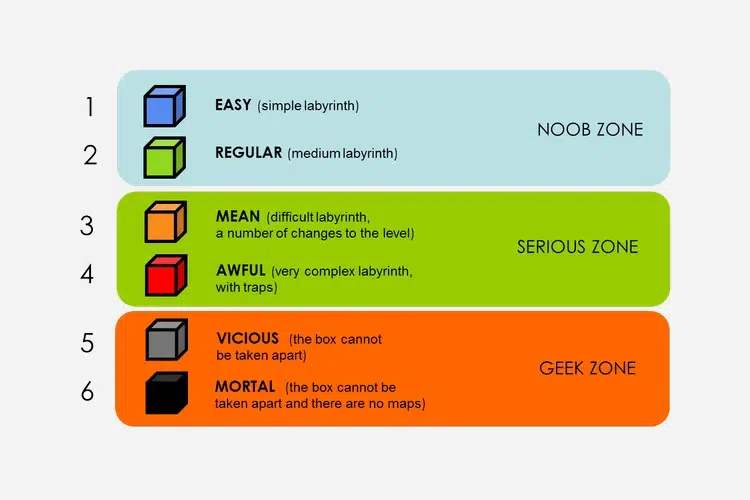 1 EASY (simple labyrinth)
NOOB ZONE
2 REGULAR (medium labyrinth)
3 MEAN (difficult labyrinth,
a number of changes to the level)
SERIOUS ZONE
4 AWFUL (very complex labyrinth,
with traps)
5 VICIOUS (the box cannot
be taken apart)
GEEK ZONE
6 MORTAL (the box cannot be
taken apart and there are no maps)